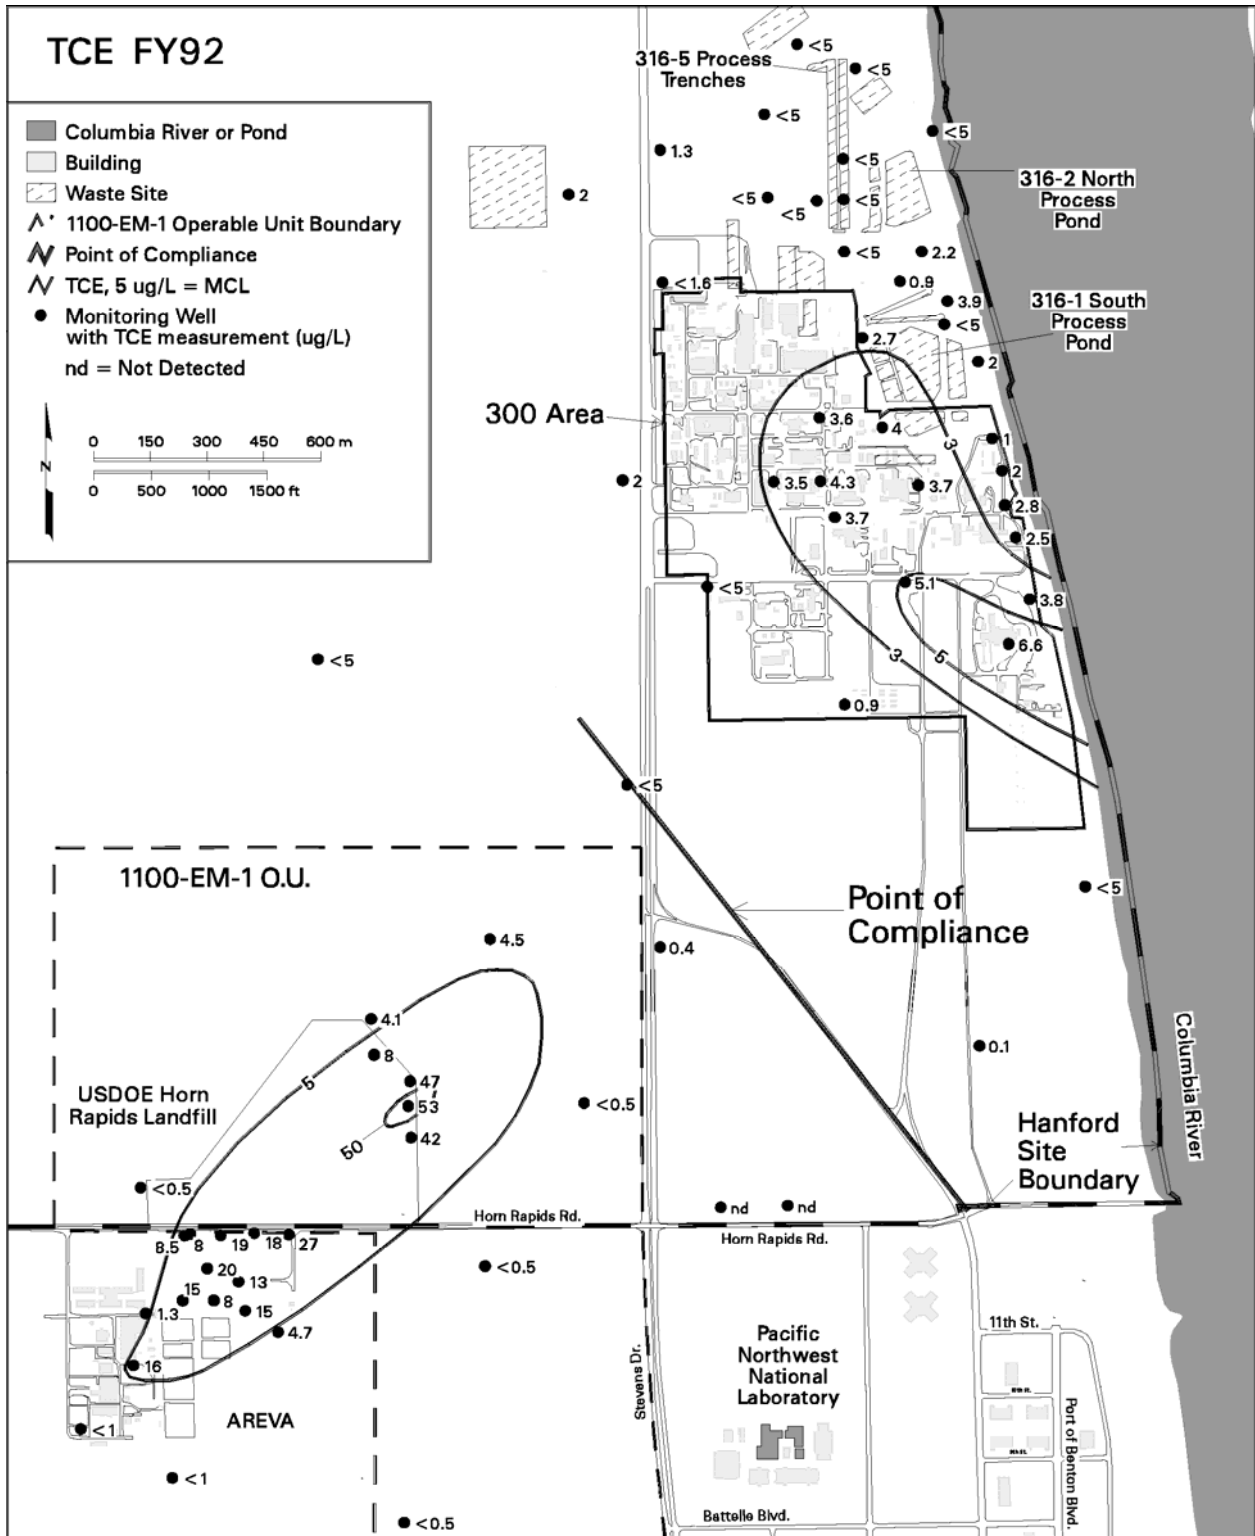 TCE FY92
Columbia River or Pond
Building
Waste Site
1100-EM-1 Operable Unit Boundary
Point of Compliance
TCE, 5 ug/L = MCL
Monitoring Well
with TCE measurement (ug/L)
nd = Not Detected
N
0 150 300 450 600 m
0 500 1000 1500 ft
316-5 Process
Trenches
<5
<5
<5
<5
1.3
<5
2
<5
<5
<5
316-2 North
Process
Pond
<5
2.2
<1.6
0.9
3.9
<5
316-1 South
Process
Pond
2.7
2
300 Area
3.6
4
3
1
2
2
3.5
4.3
3.7
2.8
3.7
2.5
<5
5.1
3.8
<5
3
5
6.6
0.9
<5
1100-EM-1 O.U.
Point of
Compliance
<5
4.5
0.4
4.1
8
0.1
5
47
53
42
50
USDOE Horn
Rapids Landfill
<0.5
<0.5
Columbia River
Hanford
Site
Boundary
nd
nd
Horn Rapids Rd.
Horn Rapids Rd.
8.5
8
19
18
27
20
13
<0.5
15
8
15
1.3
4.7
16
<1
AREVA
<1
<0.5
Stevens Dr.
Pacific
Northwest
National
Laboratory
11th St.
Port of Benton Blvd.
Battelle Blvd.